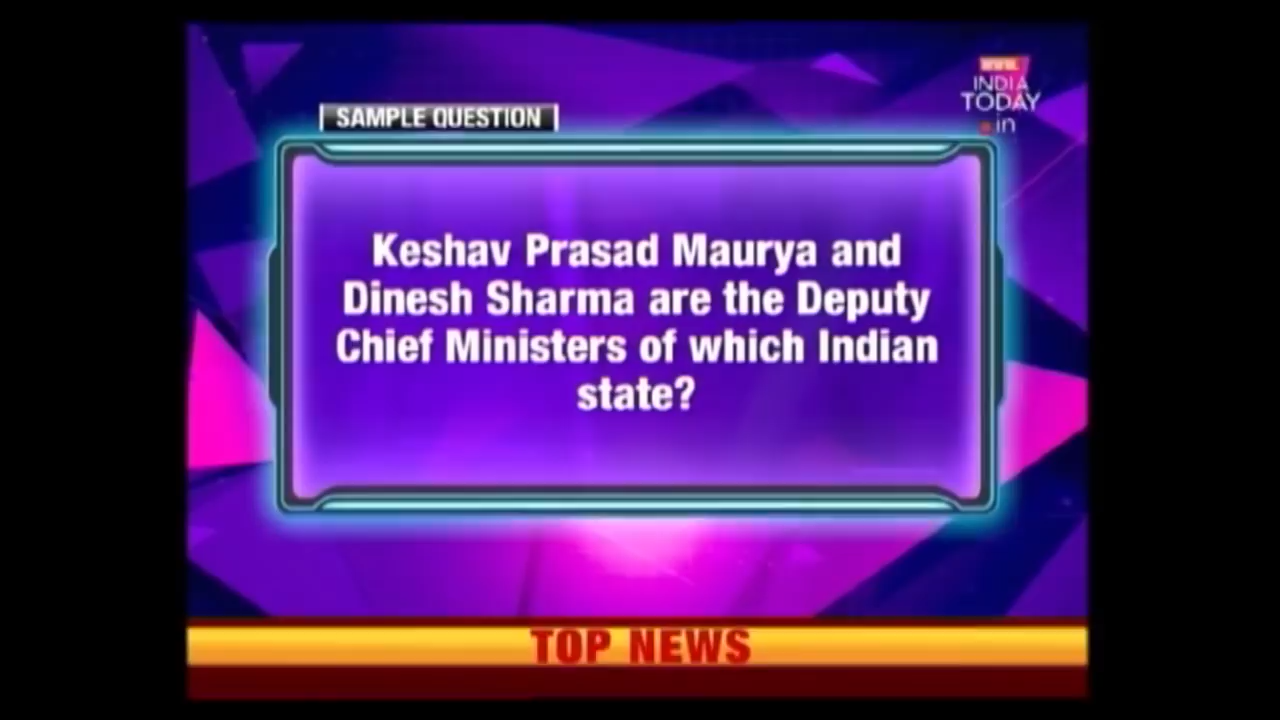 www.
INDIA
TODAY
.in
SAMPLE QUESTION
Keshav Prasad Maurya and
Dinesh Sharma are the Deputy
Chief Ministers of which Indian
state?
TOP NEWS